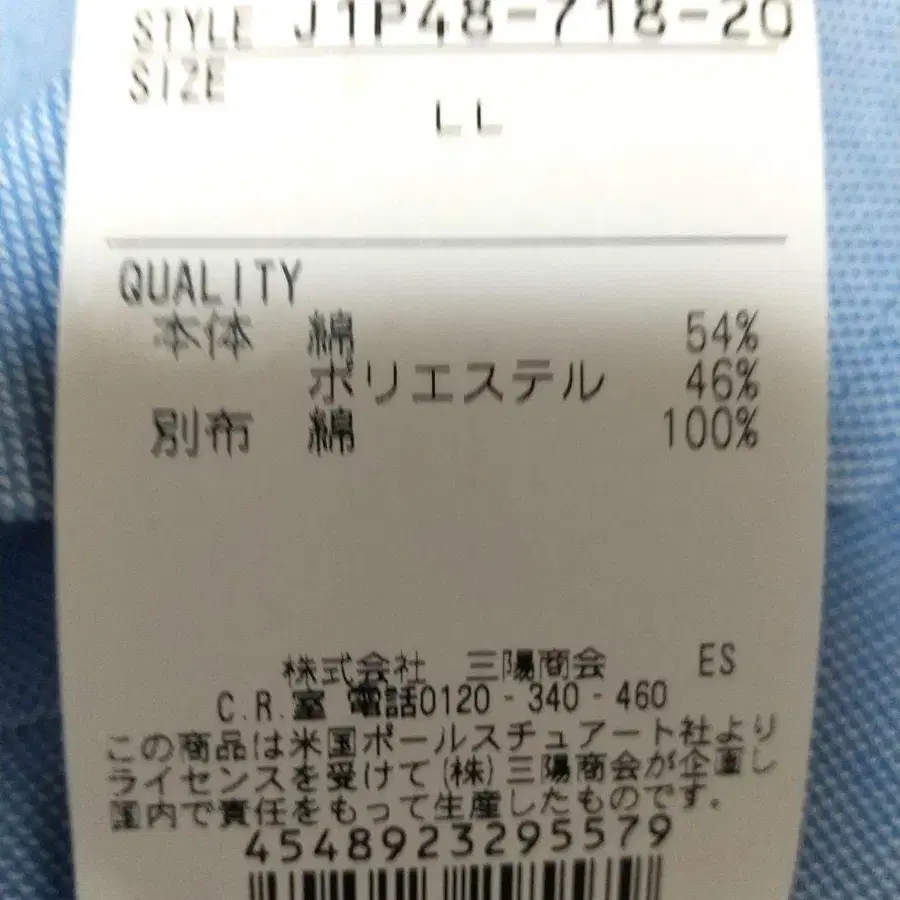 STYLE J1P48-718-20
SIZE
LL
QUALITY
本体 綿 54%
ポリエステル 46%
別布 綿 100%
株式会社 三陽商会 ES
C.R.室 電話0120-340-460
この商品は米国ポールスチュアート社より
ライセンスを受けて(株)三陽商会が企画し
国内で責任をもって生産したものです。
4548923295579